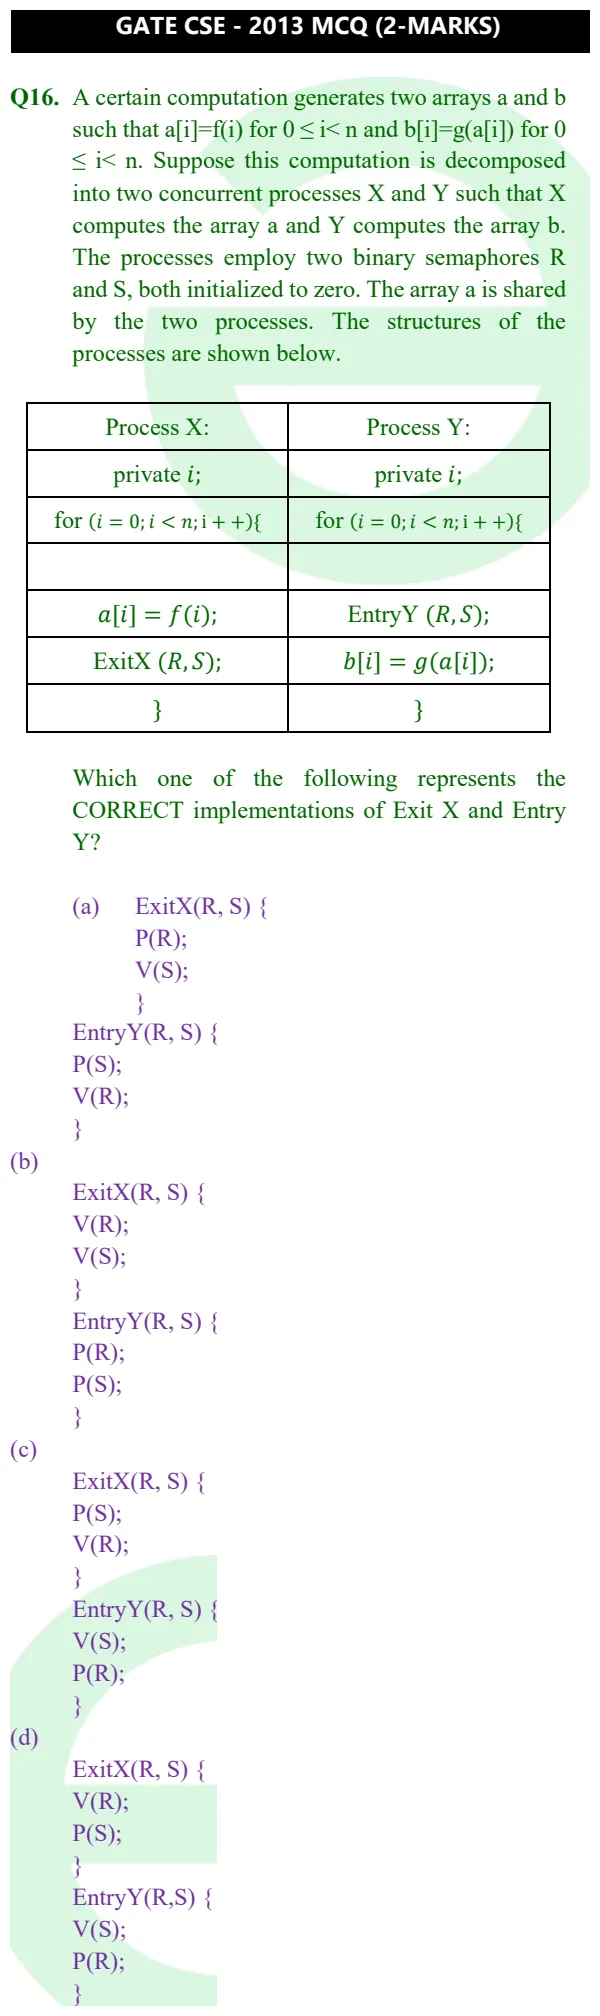 GATE CSE - 2013 MCQ (2-MARKS)
Q16. A certain computation generates two arrays a and b
such that a[i]=f(i) for 0 ≤ i< n and b[i]=g(a[i]) for 0
≤ i< n. Suppose this computation is decomposed
into two concurrent processes X and Y such that X
computes the array a and Y computes the array b.
The processes employ two binary semaphores R
and S, both initialized to zero. The array a is shared
by the two processes. The structures of the
processes are shown below.
Process X: Process Y:
private i; private i;
for (i = 0; i < n; i + +){ for (i = 0; i < n; i + +){
a[i] = f(i); EntryY (R, S);
ExitX (R, S); b[i] = g(a[i]);
} }
Which one of the following represents the
CORRECT implementations of Exit X and Entry
Y?
(a) ExitX(R, S) {
P(R);
V(S);
}
EntryY(R, S) {
P(S);
V(R);
}
(b)
ExitX(R, S) {
V(R);
V(S);
}
EntryY(R, S) {
P(R);
P(S);
}
(c)
ExitX(R, S) {
P(S);
V(R);
}
EntryY(R, S) {
V(S);
P(R);
}
(d)
ExitX(R, S) {
V(R);
P(S);
}
EntryY(R,S) {
V(S);
P(R);
}